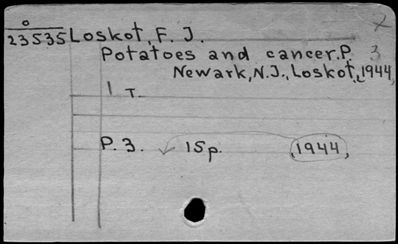 o
23535 Loskot, F. J.
Potatoes and cancer. P. 3
Newark, N.J., Loskot, 1944,
1 T.
P. 3. ✓ 15p. 1944,